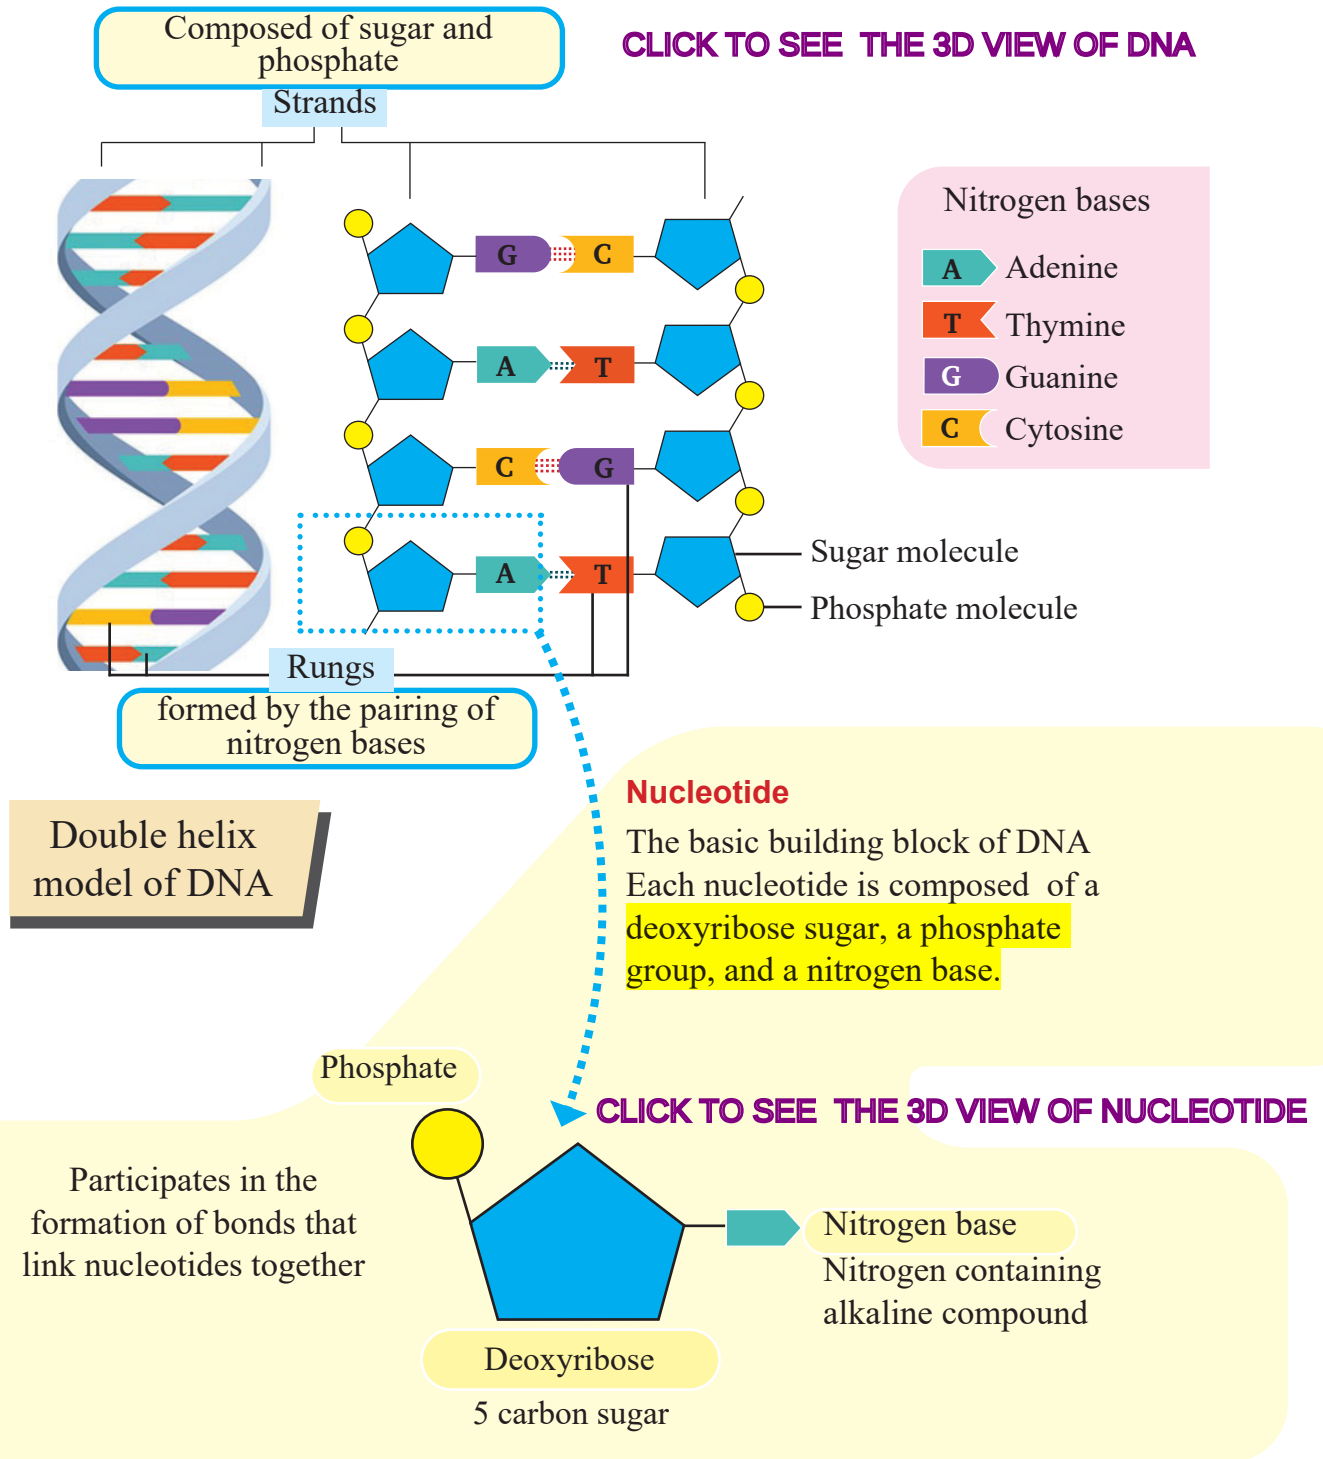 Composed of sugar and
phosphate
CLICK TO SEE THE 3D VIEW OF DNA
Strands
Nitrogen bases
A Adenine
T Thymine
G Guanine
C Cytosine
G C
A T
C G
A T
Sugar molecule
Phosphate molecule
Rungs
formed by the pairing of
nitrogen bases
Double helix
model of DNA
Nucleotide
The basic building block of DNA
Each nucleotide is composed of a
deoxyribose sugar, a phosphate
group, and a nitrogen base.
Phosphate
CLICK TO SEE THE 3D VIEW OF NUCLEOTIDE
Participates in the
formation of bonds that
link nucleotides together
Nitrogen base
Nitrogen containing
alkaline compound
Deoxyribose
5 carbon sugar